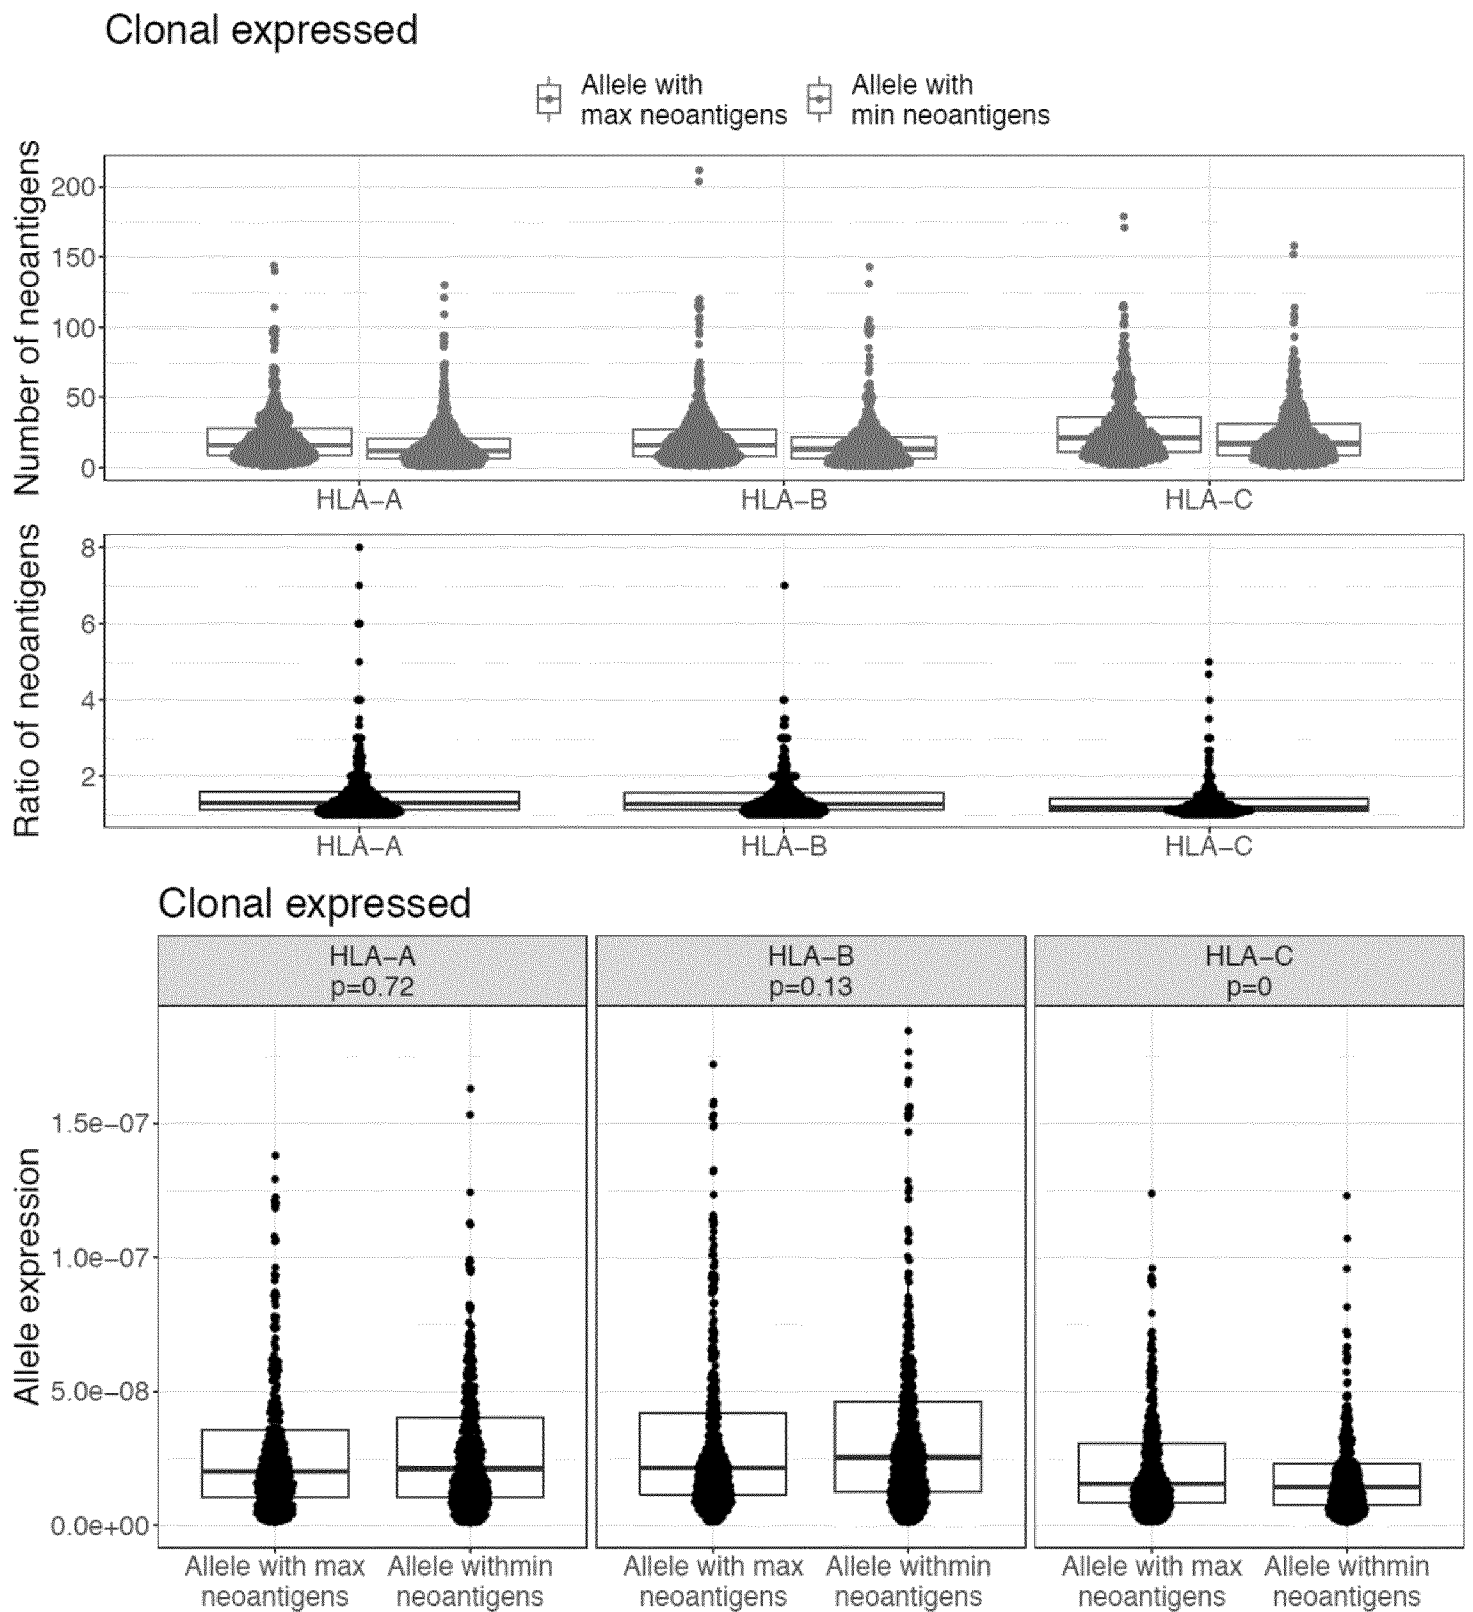 Clonal expressed
Allele with
max neoantigens
Allele with
min neoantigens
Number of neoantigens
200
150
100
50
0
HLA−A
HLA−B
HLA−C
Ratio of neoantigens
8
6
4
2
HLA−A
HLA−B
HLA−C
Clonal expressed
HLA−A
p=0.72
HLA−B
p=0.13
HLA−C
p=0
Allele expression
1.5e−07
1.0e−07
5.0e−08
0.0e+00
Allele with max
neoantigens
Allele withmin
neoantigens
Allele with max
neoantigens
Allele withmin
neoantigens
Allele with max
neoantigens
Allele withmin
neoantigens